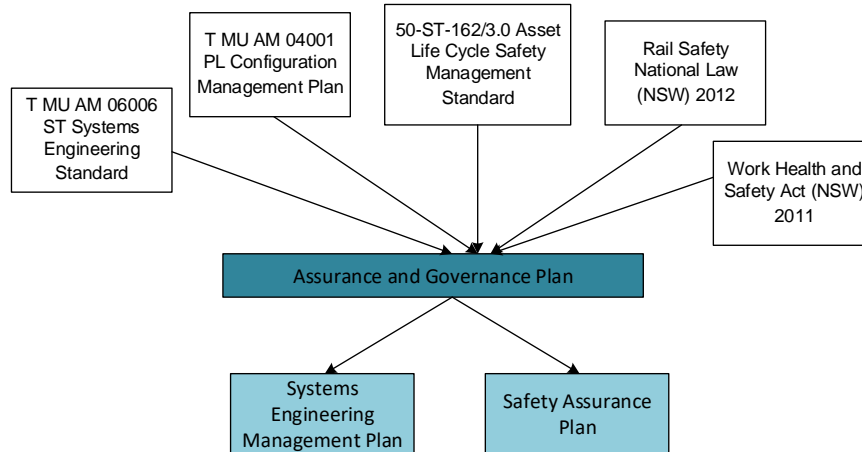 T MU AM 06006
ST Systems
Engineering
Standard
T MU AM 04001
PL Configuration
Management Plan
50-ST-162/3.0 Asset
Life Cycle Safety
Management
Standard
Rail Safety
National Law
(NSW) 2012
Work Health and
Safety Act (NSW)
2011
Assurance and Governance Plan
Systems
Engineering
Management Plan
Safety Assurance
Plan